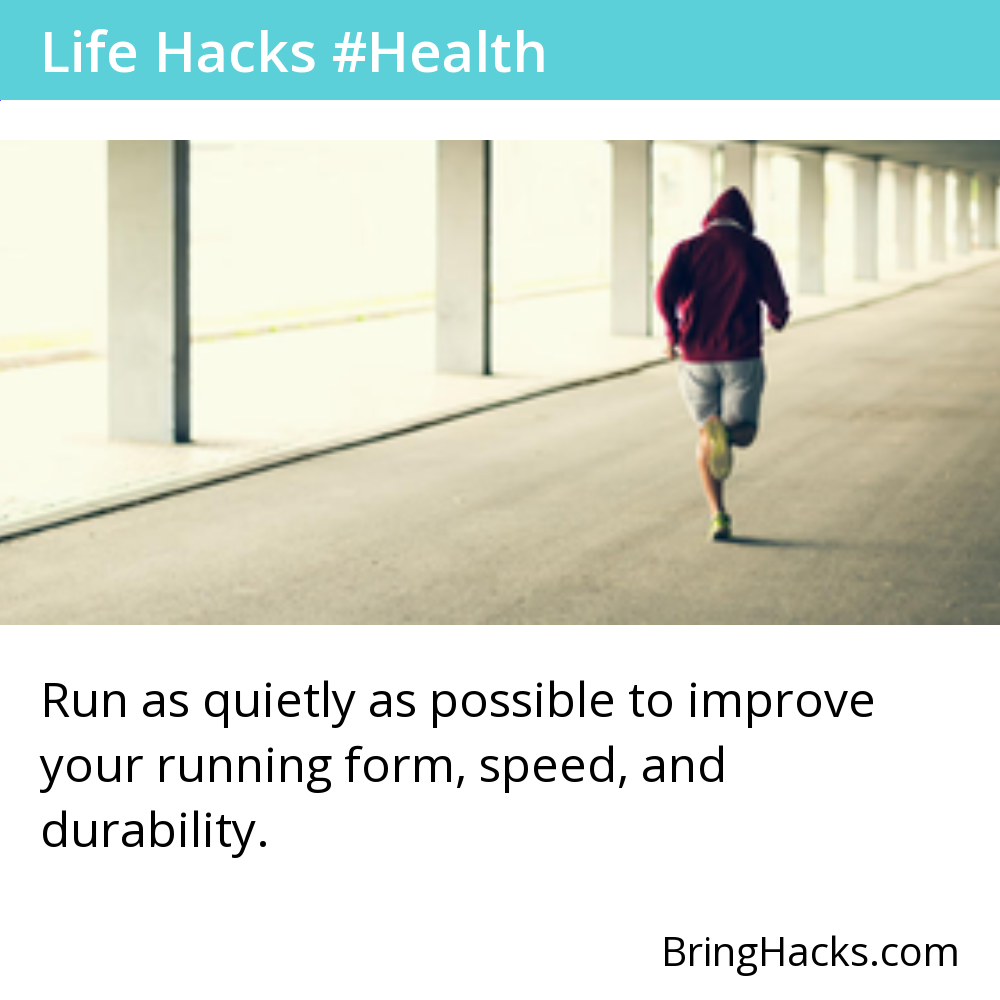 Life Hacks #Health
Run as quietly as possible to improve
your running form, speed, and
durability.
BringHacks.com